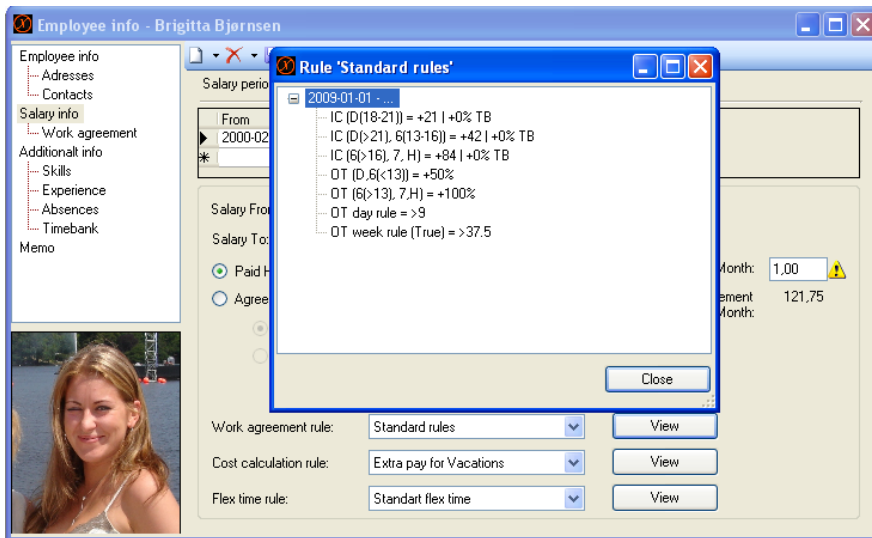 Employee info - Brigitta Bjørnsen
Employee info
Adresses
Contacts
Salary info
Work agreement
Additionalt info
Skills
Experience
Absences
Timebank
Memo
Salary perio
From
2000-02
Rule 'Standard rules'
2009-01-01 - ...
IC (D(18-21)) = +21 | +0% TB
IC (D(>21), 6(13-16)) = +42 | +0% TB
IC (6(>16), 7, H) = +84 | +0% TB
OT (D,6(<13)) = +50%
OT (6(>13), 7,H) = +100%
OT day rule = >9
OT week rule (True) = >37.5
Close
Salary Fro
Salary To:
Paid H
Month: 1,00
Agree
ement 121,75
Month:
Work agreement rule: Standard rules View
Cost calculation rule: Extra pay for Vacations View
Flex time rule: Standart flex time View